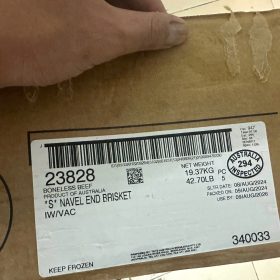 23828
BONELESS BEEF
PRODUCT OF AUSTRALIA
*S* NAVEL END BRISKET
IW/VAC
NET WEIGHT
19.37KG
42.70LB
PC
5
AUSTRALIA
294
INSPECTED
SLTR DATE: 08/AUG/2024
PACKED ON: 09/AUG/2024
USE BY: 09/AUG/2026
KEEP FROZEN
340033